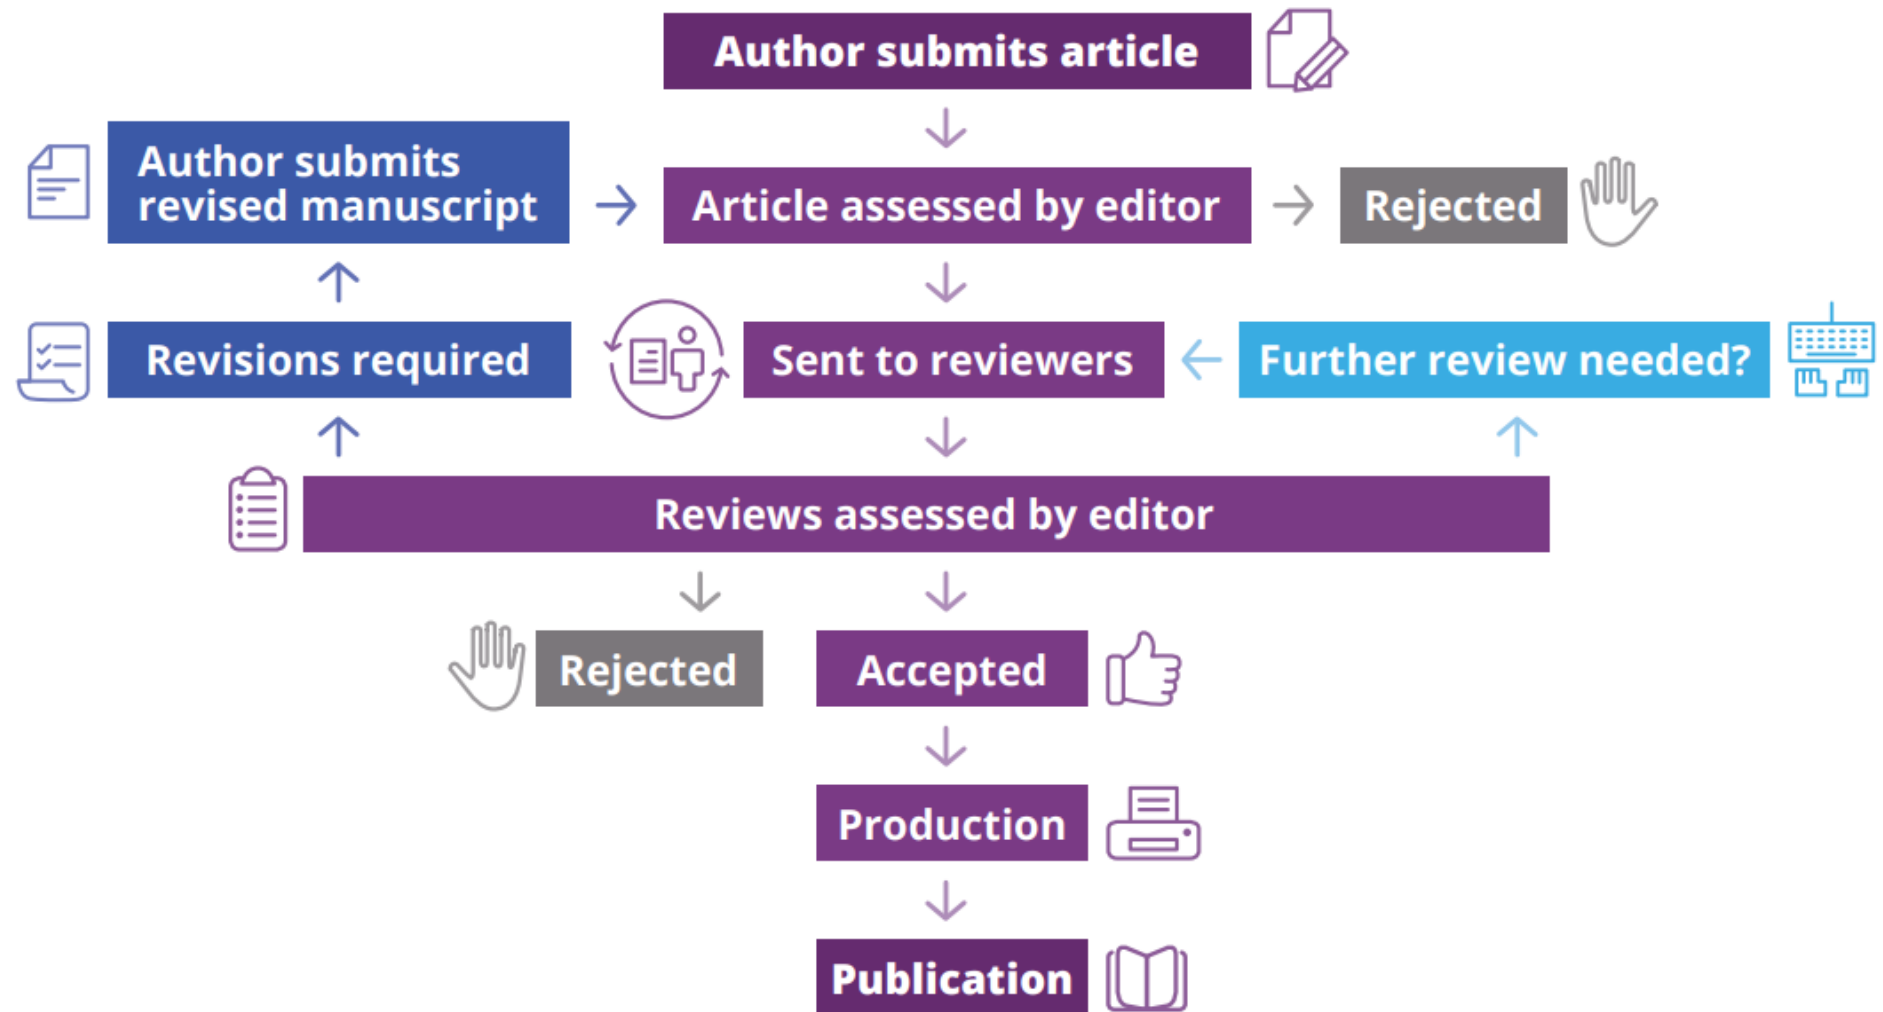 Author submits article
Author submits
revised manuscript
Article assessed by editor
Rejected
Revisions required
Sent to reviewers
Further review needed?
Reviews assessed by editor
Rejected
Accepted
Production
Publication